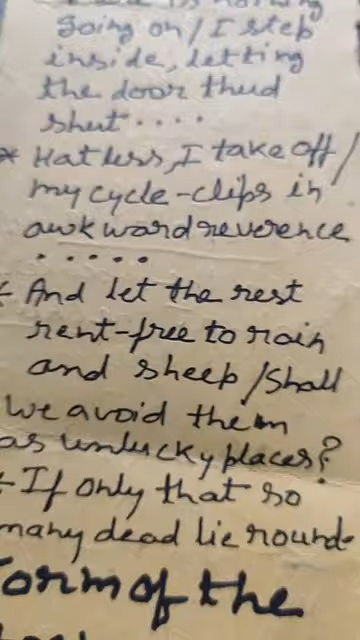 going on/I step
inside, letting
the door thud
shut....
* Hatless, I take off/
my cycle-clips in
awkward reverence
.....
- And let the rest
rent-free to rain
and sheep/Shall
we avoid them
as unlucky places?
- If only that so
many dead lie round
form of the